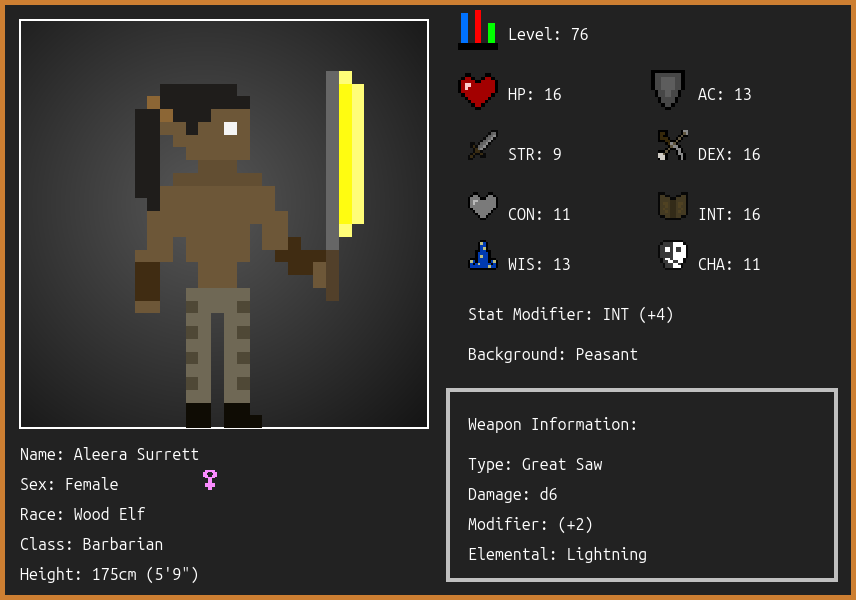 Level: 76
HP: 16
AC: 13
STR: 9
DEX: 16
CON: 11
INT: 16
WIS: 13
CHA: 11
Stat Modifier: INT (+4)
Background: Peasant
Weapon Information:
Type: Great Saw
Damage: d6
Modifier: (+2)
Elemental: Lightning
Name: Aleera Surrett
Sex: Female
Race: Wood Elf
Class: Barbarian
Height: 175cm (5'9")